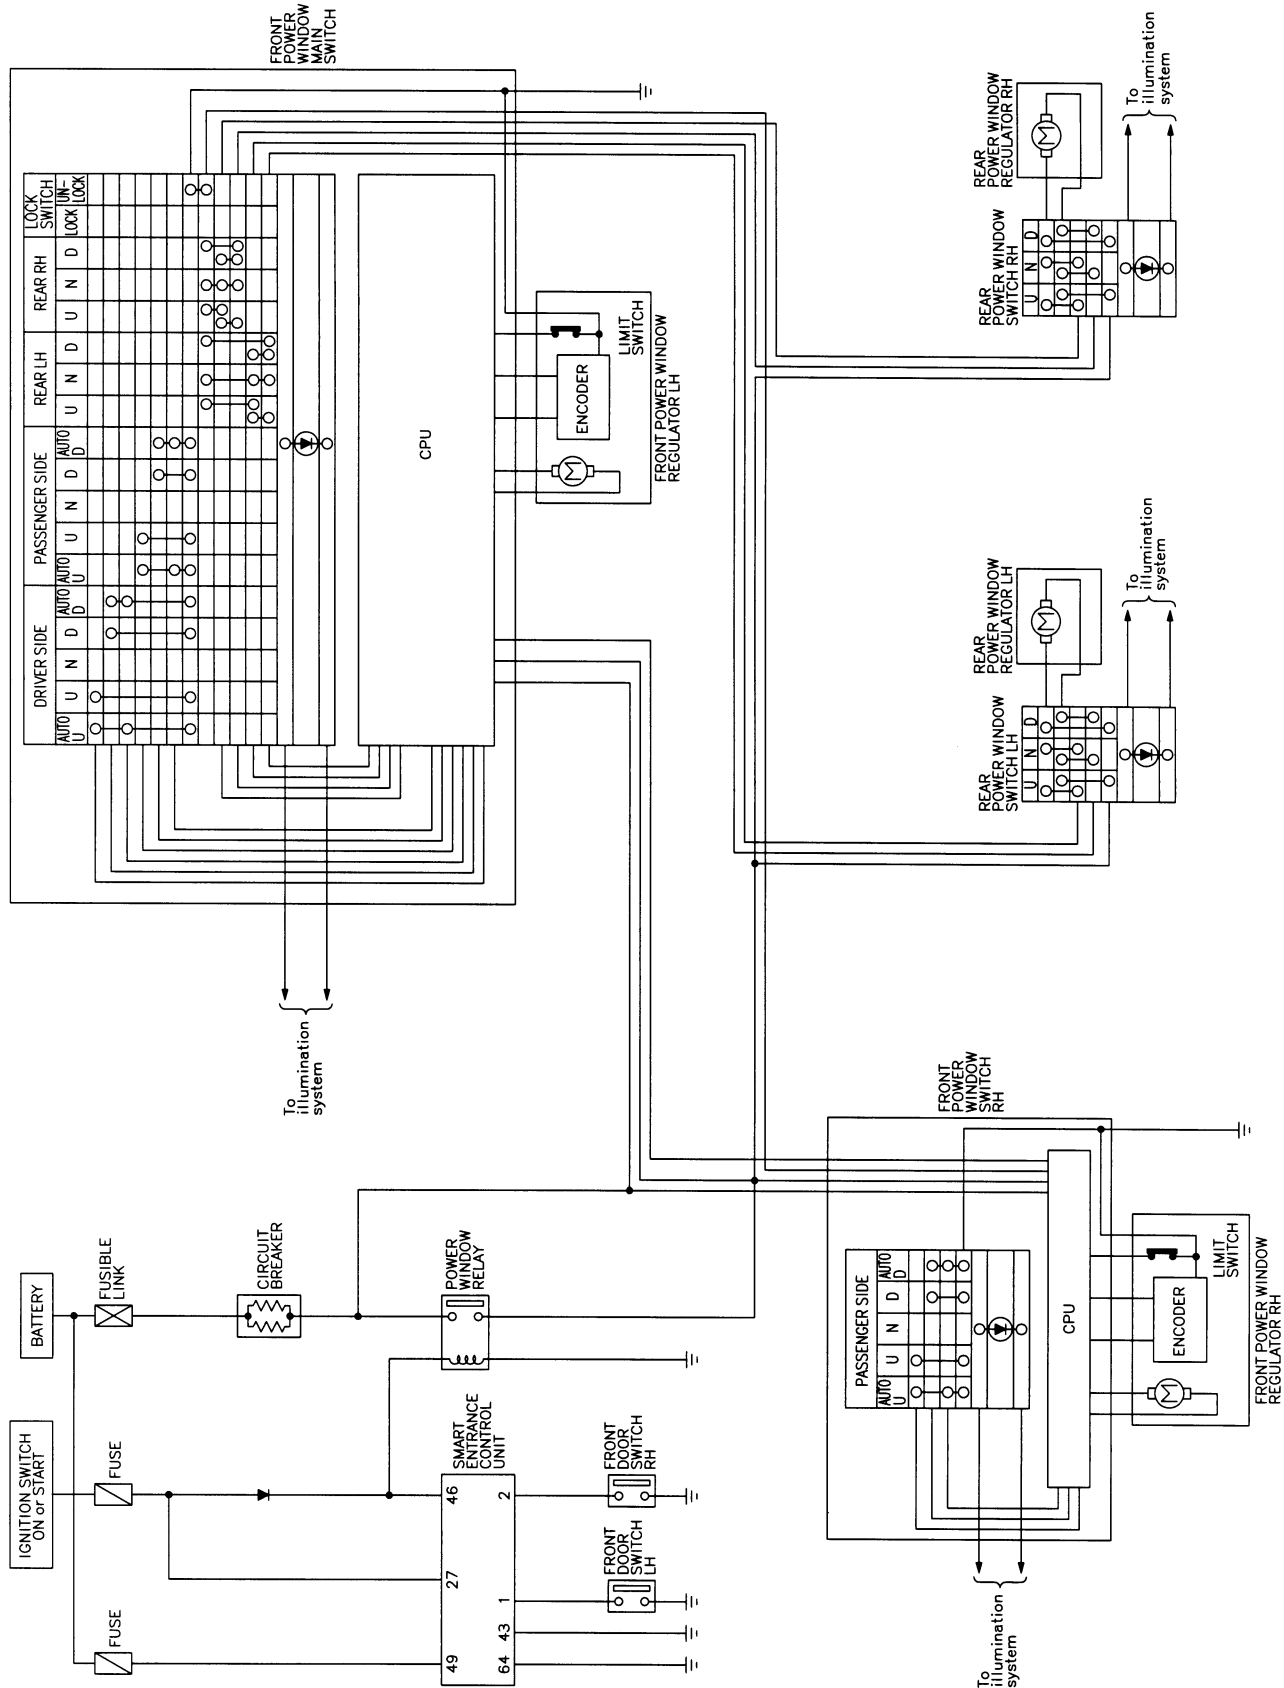 BATTERY
FUSIBLE
LINK
CIRCUIT
BREAKER
POWER
WINDOW
RELAY
IGNITION SWITCH
ON or START
FUSE
FUSE
SMART
ENTRANCE
CONTROL
UNIT
49
27
46
64
43
1
2
FRONT
DOOR
SWITCH
LH
FRONT
DOOR
SWITCH
RH
To
illumination
system
FRONT
POWER
WINDOW
MAIN
SWITCH
DRIVER SIDE
PASSENGER SIDE
REAR LH
REAR RH
LOCK
SWITCH
AUTO
U
U
N
D
AUTO
D
AUTO
U
U
N
D
AUTO
D
U
N
D
U
N
D
LOCK
UN-
LOCK
CPU
ENCODER
LIMIT
SWITCH
M
FRONT POWER WINDOW
REGULATOR LH
FRONT
POWER
WINDOW
SWITCH
RH
PASSENGER SIDE
AUTO
U
U
N
D
AUTO
D
CPU
To
illumination
system
M
ENCODER
LIMIT
SWITCH
FRONT POWER WINDOW
REGULATOR RH
REAR
POWER WINDOW
SWITCH LH
U
N
D
REAR
POWER WINDOW
REGULATOR LH
M
To
illumination
system
REAR
POWER WINDOW
SWITCH RH
U
N
D
REAR
POWER WINDOW
REGULATOR RH
M
To
illumination
system